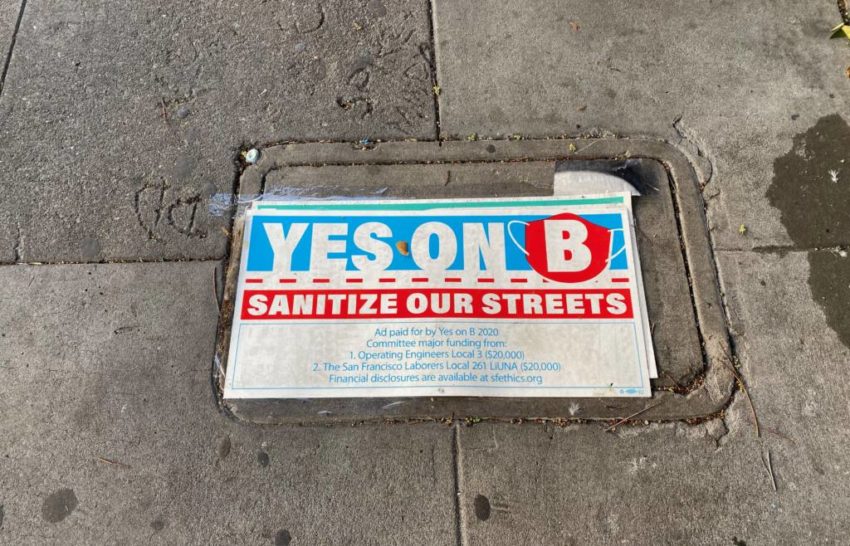 YES ON B
SANITIZE OUR STREETS
Ad paid for by Yes on B 2020
Committee major funding from:
1. Operating Engineers Local 3 ($20,000)
2. The San Francisco Laborers Local 261 LiUNA ($20,000)
Financial disclosures are available at sfethics.org